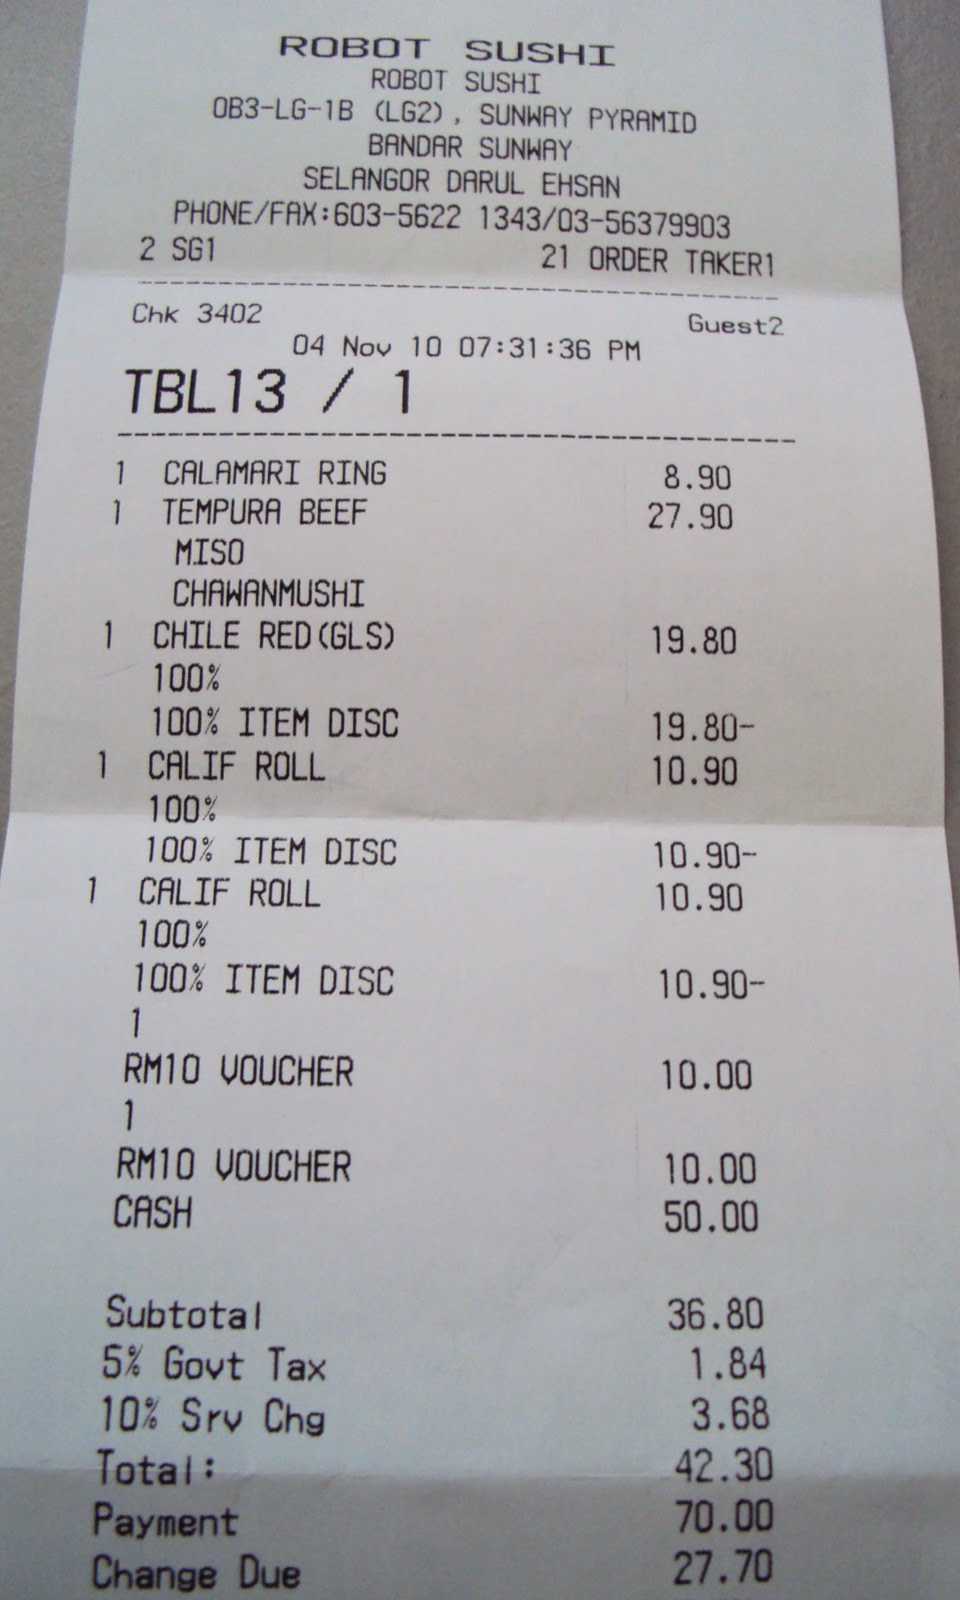 ROBOT SUSHI
ROBOT SUSHI
OB3-LG-1B (LG2), SUNWAY PYRAMID
BANDAR SUNWAY
SELANGOR DARUL EHSAN
PHONE/FAX:603-5622 1343/03-56379903
2 SG1 21 ORDER TAKER1
Chk 3402 Guest2
04 Nov 10 07:31:36 PM
TBL13 / 1
1 CALAMARI RING 8.90
1 TEMPURA BEEF 27.90
MISO
CHAWANMUSHI
1 CHILE RED(GLS) 19.80
100%
100% ITEM DISC 19.80-
1 CALIF ROLL 10.90
100%
100% ITEM DISC 10.90-
1 CALIF ROLL 10.90
100%
100% ITEM DISC 10.90-
1
RM10 VOUCHER 10.00
1
RM10 VOUCHER 10.00
CASH 50.00
Subtotal 36.80
5% Govt Tax 1.84
10% Srv Chg 3.68
Total: 42.30
Payment 70.00
Change Due 27.70